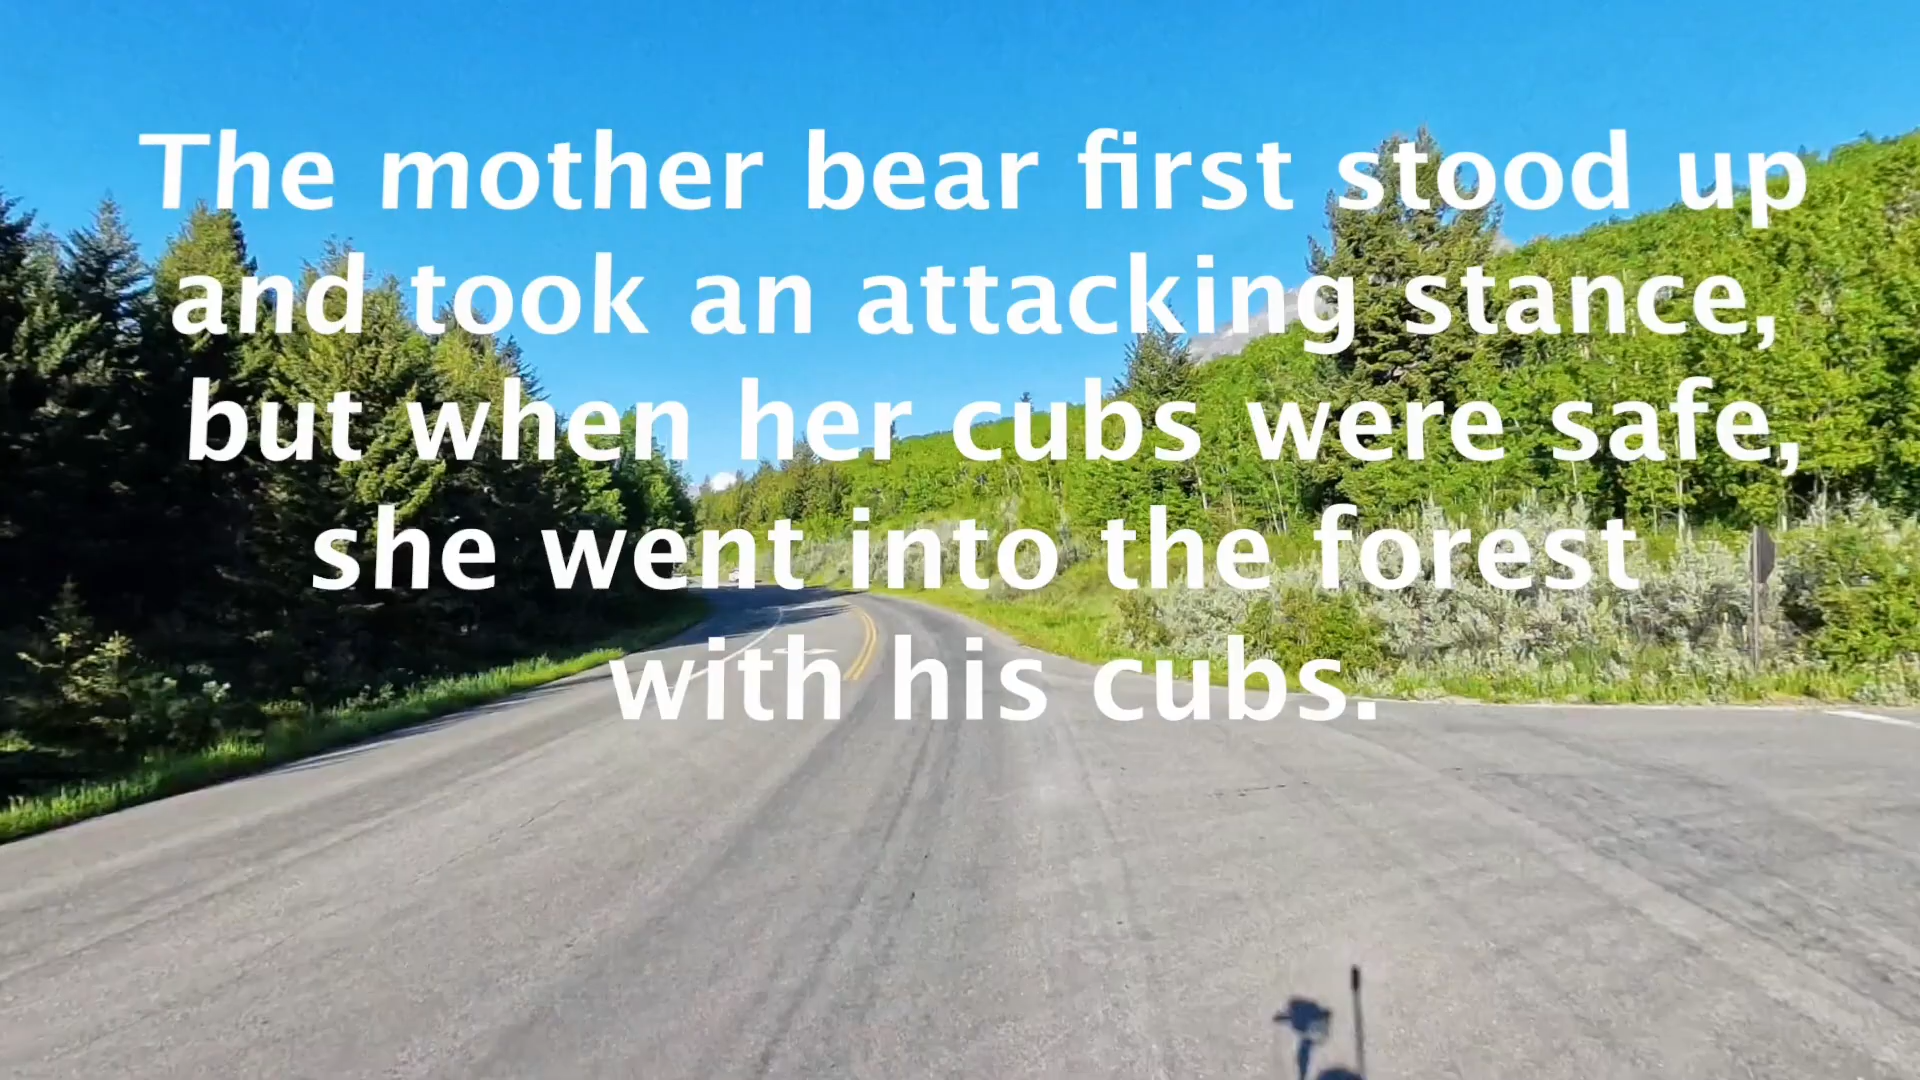 The mother bear first stood up
and took an attacking stance,
but when her cubs were safe,
she went into the forest
with his cubs.